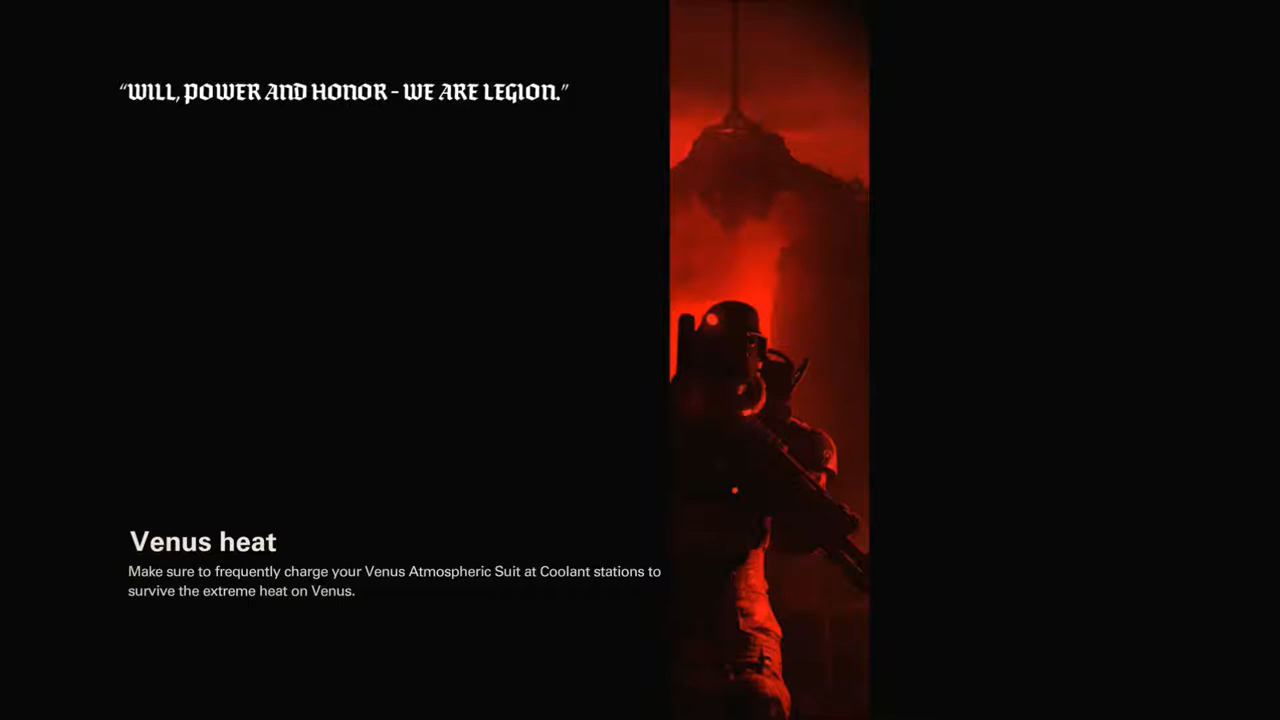 “WILL, POWER AND HONOR - WE ARE LEGION.”
Venus heat
Make sure to frequently charge your Venus Atmospheric Suit at Coolant stations to
survive the extreme heat on Venus.